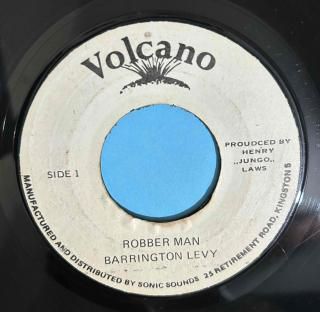 Volcano
SIDE 1
PROUDCED BY
HENRY
,,JUNGO,,
LAWS
ROBBER MAN
BARRINGTON LEVY
MANUFACTURED AND DISTRIBUTED BY SONIC SOUNDS 25 RETIREMENT ROAD, KINGSTON 5